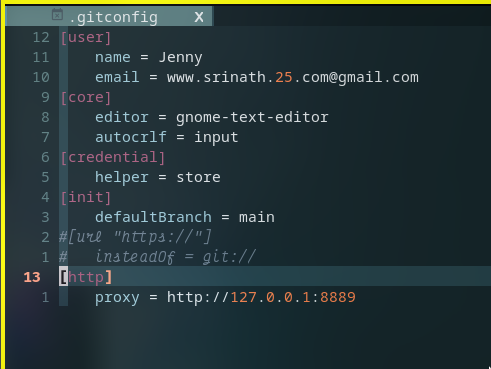 .gitconfig X
12 [user]
11 name = Jenny
10 email = www.srinath.25.com@gmail.com
9 [core]
8 editor = gnome-text-editor
7 autocrlf = input
6 [credential]
5 helper = store
4 [init]
3 defaultBranch = main
2 #[url "https://"]
1 # insteadOf = git://
13 [http]
1 proxy = http://127.0.0.1:8889